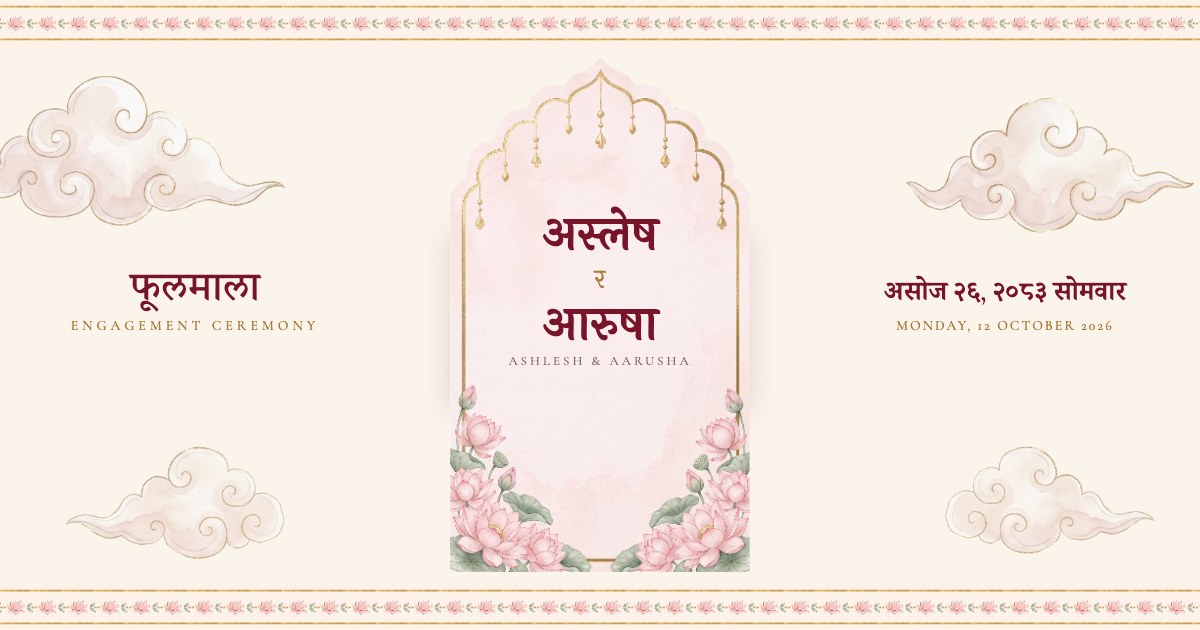 फूलमाला
ENGAGEMENT CEREMONY
अस्लेष
र
आरुषा
ASHLESH & AARUSHA
असोज २६, २०८३ सोमवार
MONDAY, 12 OCTOBER 2026